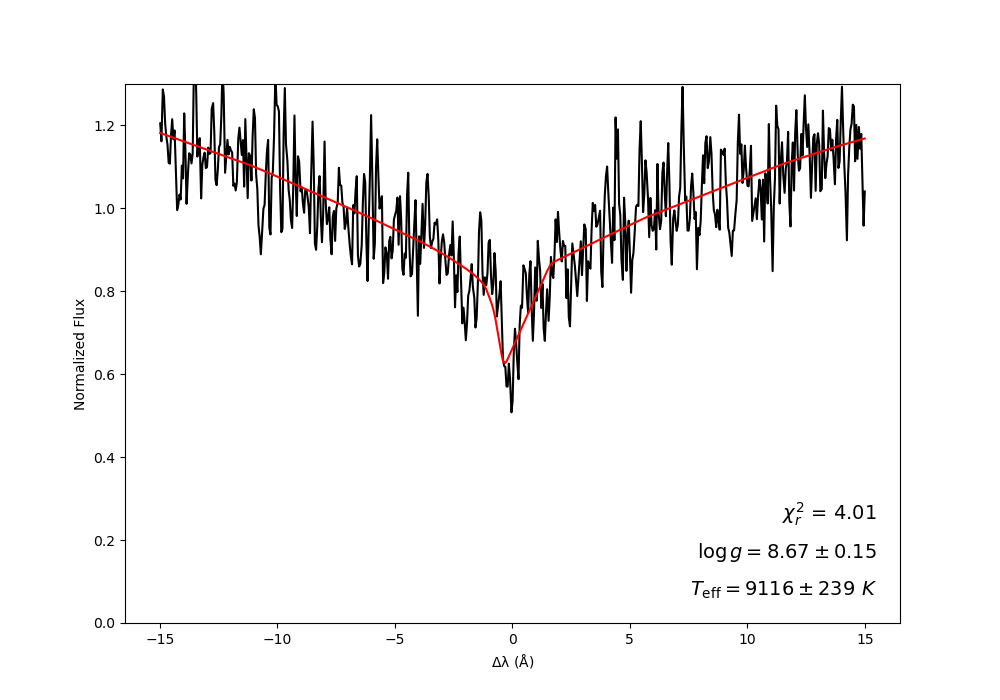 1.2
1.0
0.8
0.6
0.4
0.2
0.0
Normalized Flux
χ²ᵣ = 4.01
log g = 8.67 ± 0.15
T_eff = 9116 ± 239 K
−15 −10 −5 0 5 10 15
Δλ (Å)